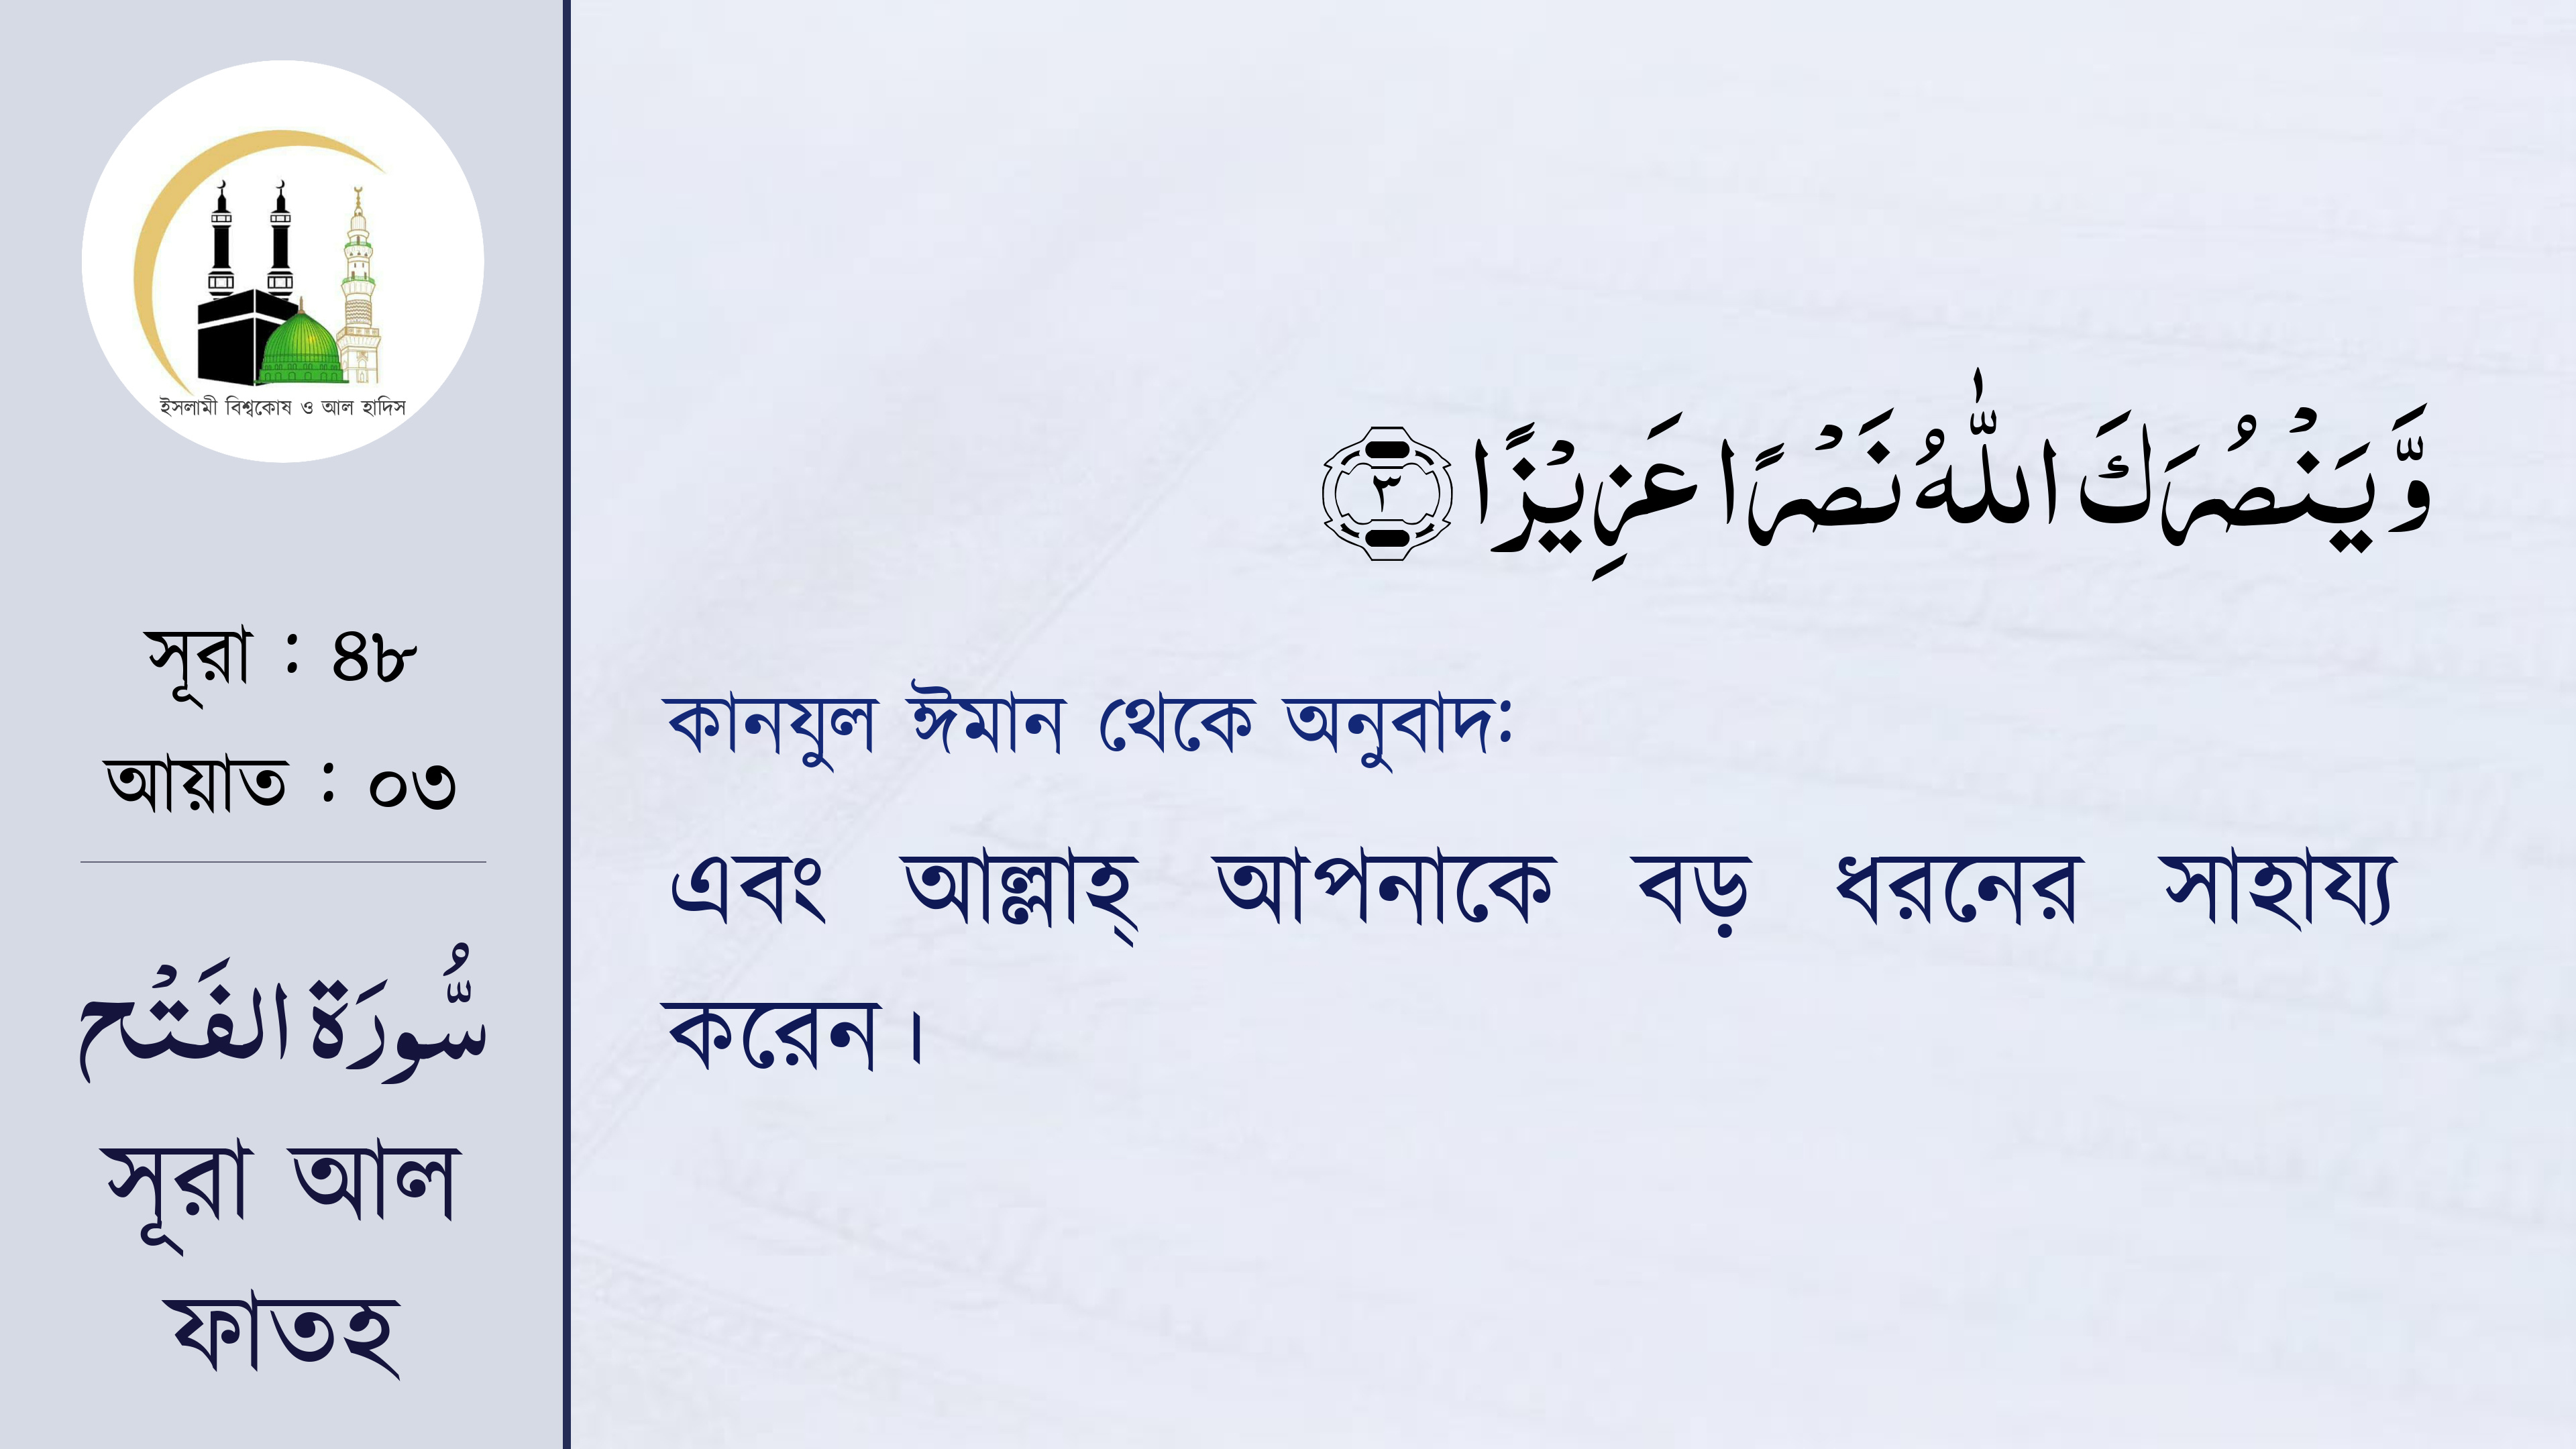 ইসলামী বিশ্বকোষ ও আল হাদিস
সূরা : ৪৮
আয়াত : ০৩
سُّورَة الفَتْح
সূরা আল
ফাতহ
وَّيَنْصُرَكَ اللّٰهُ نَصْرًا عَزِيْزًا ٣
কানযুল ঈমান থেকে অনুবাদ:
এবং আল্লাহ্ আপনাকে বড় ধরনের সাহায্য
করেন।